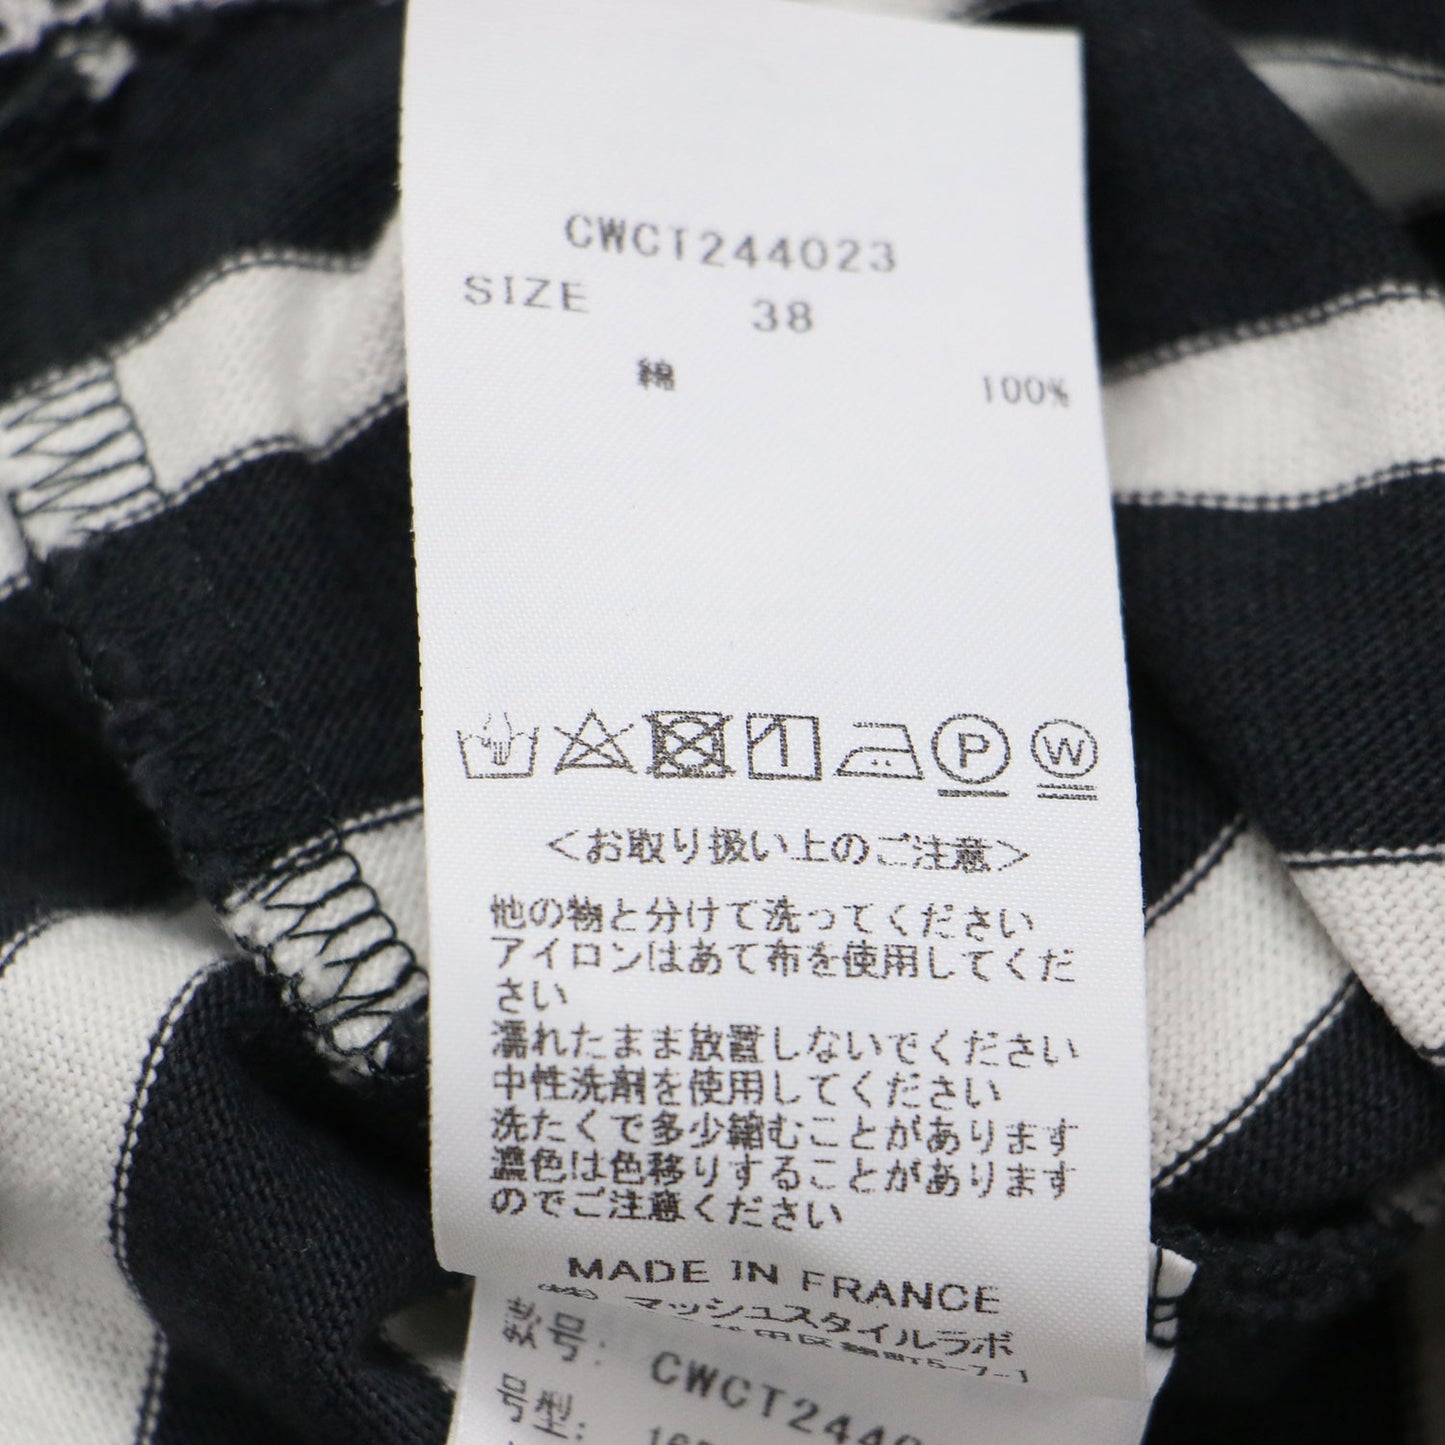 CWCT244023
SIZE 38
綿 100%
P W
<お取り扱い上のご注意>
他の物と分けて洗ってください
アイロンはあて布を使用してくだ
さい
濡れたまま放置しないでください
中性洗剤を使用してください
洗たくで多少縮むことがあります
濃色は色移りすることがあります
のでご注意ください
MADE IN FRANCE
マッシュスタイルラボ
5-7-1
款号: CWCT2440
号型: 16